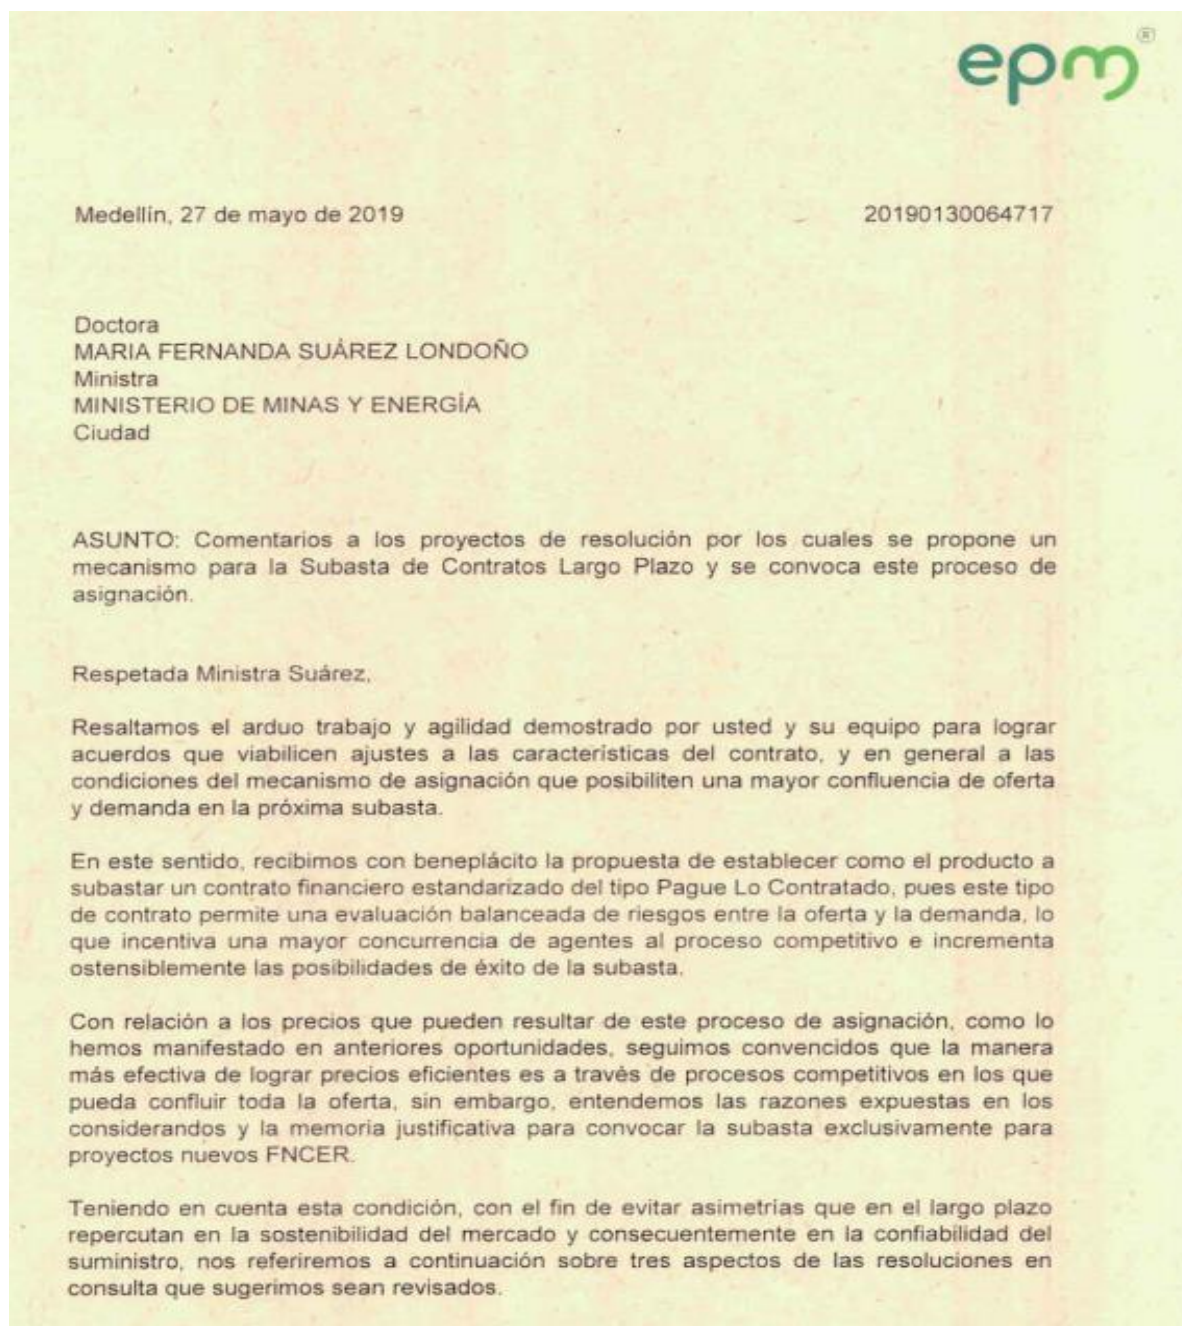 epm®
Medellín, 27 de mayo de 2019 20190130064717
Doctora
MARIA FERNANDA SUÁREZ LONDOÑO
Ministra
MINISTERIO DE MINAS Y ENERGÍA
Ciudad
ASUNTO: Comentarios a los proyectos de resolución por los cuales se propone un
mecanismo para la Subasta de Contratos Largo Plazo y se convoca este proceso de
asignación.
Respetada Ministra Suárez,
Resaltamos el arduo trabajo y agilidad demostrado por usted y su equipo para lograr
acuerdos que viabilicen ajustes a las características del contrato, y en general a las
condiciones del mecanismo de asignación que posibiliten una mayor confluencia de oferta
y demanda en la próxima subasta.
En este sentido, recibimos con beneplácito la propuesta de establecer como el producto a
subastar un contrato financiero estandarizado del tipo Pague Lo Contratado, pues este tipo
de contrato permite una evaluación balanceada de riesgos entre la oferta y la demanda, lo
que incentiva una mayor concurrencia de agentes al proceso competitivo e incrementa
ostensiblemente las posibilidades de éxito de la subasta.
Con relación a los precios que pueden resultar de este proceso de asignación, como lo
hemos manifestado en anteriores oportunidades, seguimos convencidos que la manera
más efectiva de lograr precios eficientes es a través de procesos competitivos en los que
pueda confluir toda la oferta, sin embargo, entendemos las razones expuestas en los
considerandos y la memoria justificativa para convocar la subasta exclusivamente para
proyectos nuevos FNCER.
Teniendo en cuenta esta condición, con el fin de evitar asimetrías que en el largo plazo
repercutan en la sostenibilidad del mercado y consecuentemente en la confiabilidad del
suministro, nos referiremos a continuación sobre tres aspectos de las resoluciones en
consulta que sugerimos sean revisados.